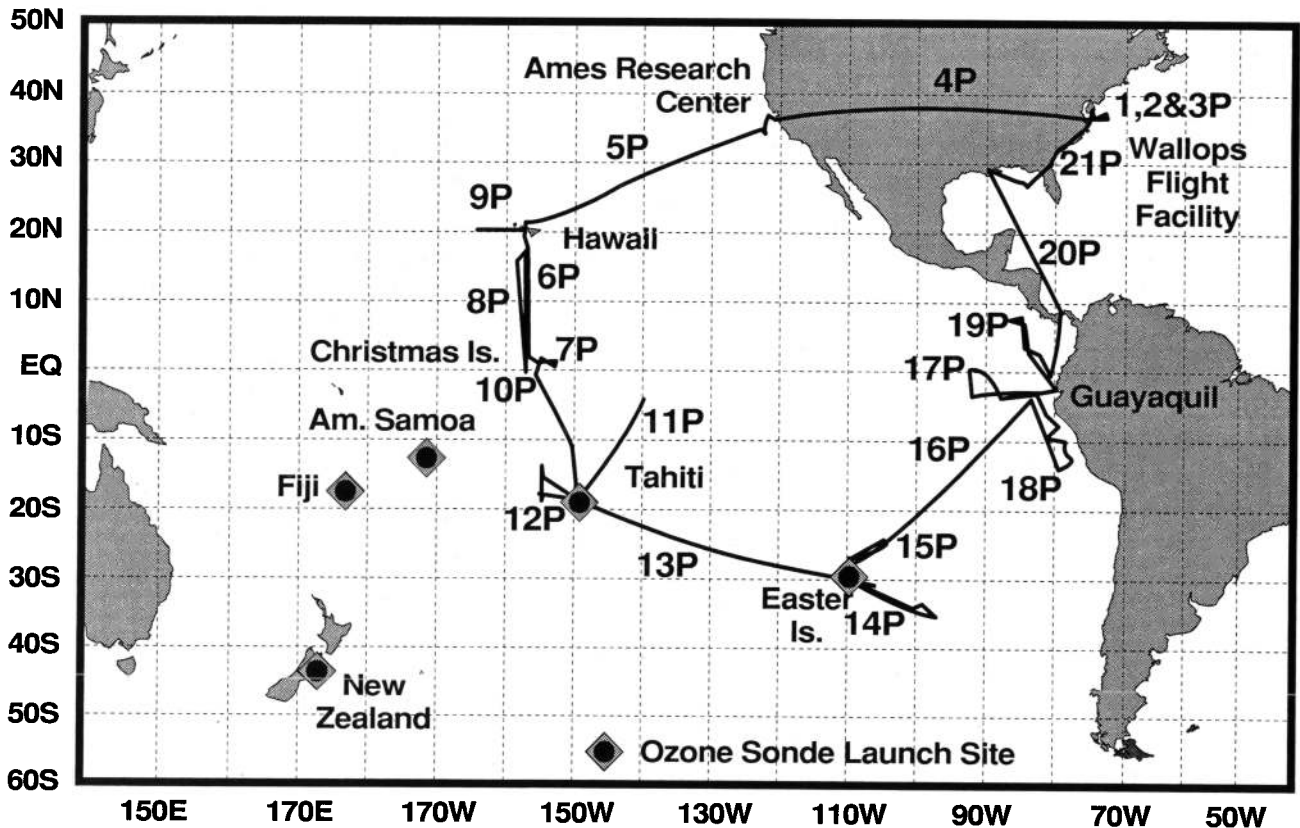 50N
40N
30N
20N
10N
EQ
10S
20S
30S
40S
50S
60S
Ames Research
Center
4P
1,2&3P
5P
21P
Wallops
Flight
Facility
9P
Hawaii
20P
6P
8P
19P
Christmas Is.
7P
17P
10P
Guayaquil
Am. Samoa
11P
16P
Fiji
Tahiti
18P
12P
15P
13P
Easter
Is.
14P
New
Zealand
Ozone Sonde Launch Site
150E
170E
170W
150W
130W
110W
90W
70W
50W